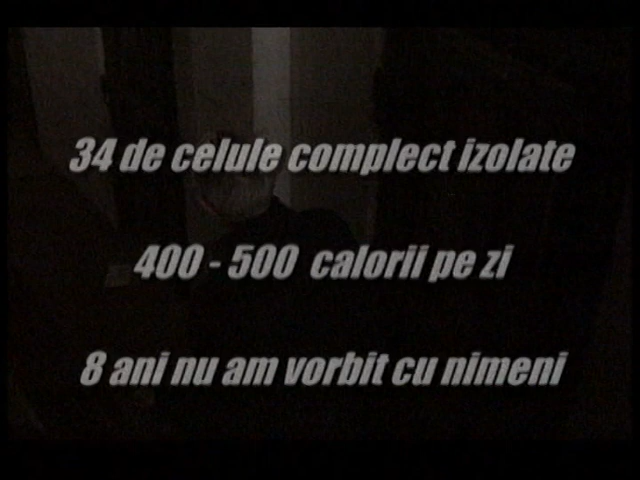 34 de celule complect izolate
400 - 500 calorii pe zi
8 ani nu am vorbit cu nimeni